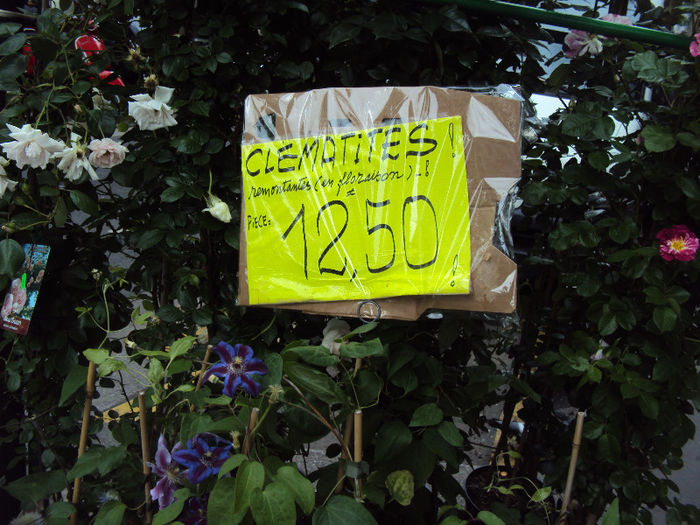 CLEMATITES !
remontantes (en floraison) - !
PIECE = 12,50 !